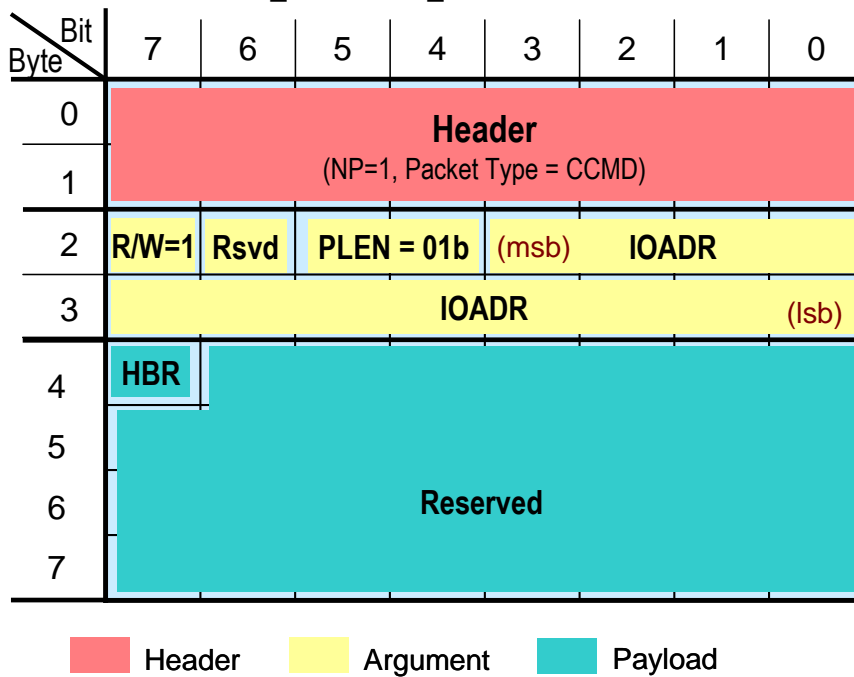 Bit
Byte 7 6 5 4 3 2 1 0
0
Header
(NP=1, Packet Type = CCMD)
1
2 R/W=1 Rsvd PLEN = 01b (msb) IOADR
3 IOADR (lsb)
4 HBR
5
6 Reserved
7
Header Argument Payload